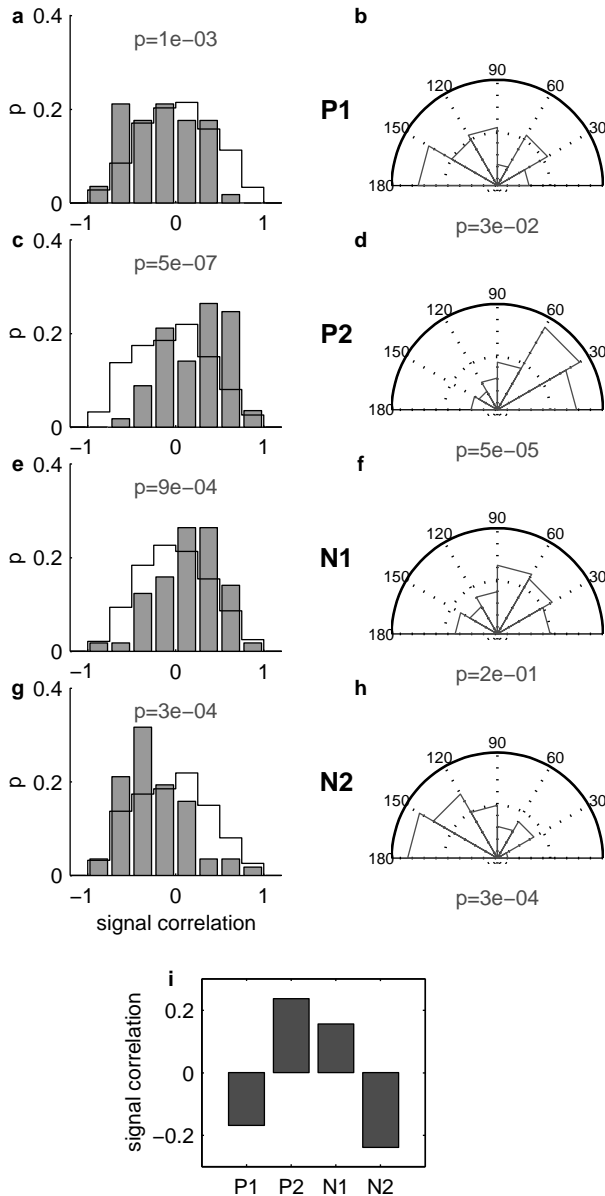 a
p=1e−03
0.4
0.2
0
p
−1 0 1
b
P1
90
120 60
150 30
180
p=3e−02
c
p=5e−07
0.4
0.2
0
p
−1 0 1
d
P2
90
120 60
150 30
180
p=5e−05
e
p=9e−04
0.4
0.2
0
p
−1 0 1
f
N1
90
120 60
150 30
180
p=2e−01
g
p=3e−04
0.4
0.2
0
p
−1 0 1
signal correlation
h
N2
90
120 60
150 30
180
p=3e−04
i
signal correlation
0.2
0
−0.2
P1 P2 N1 N2